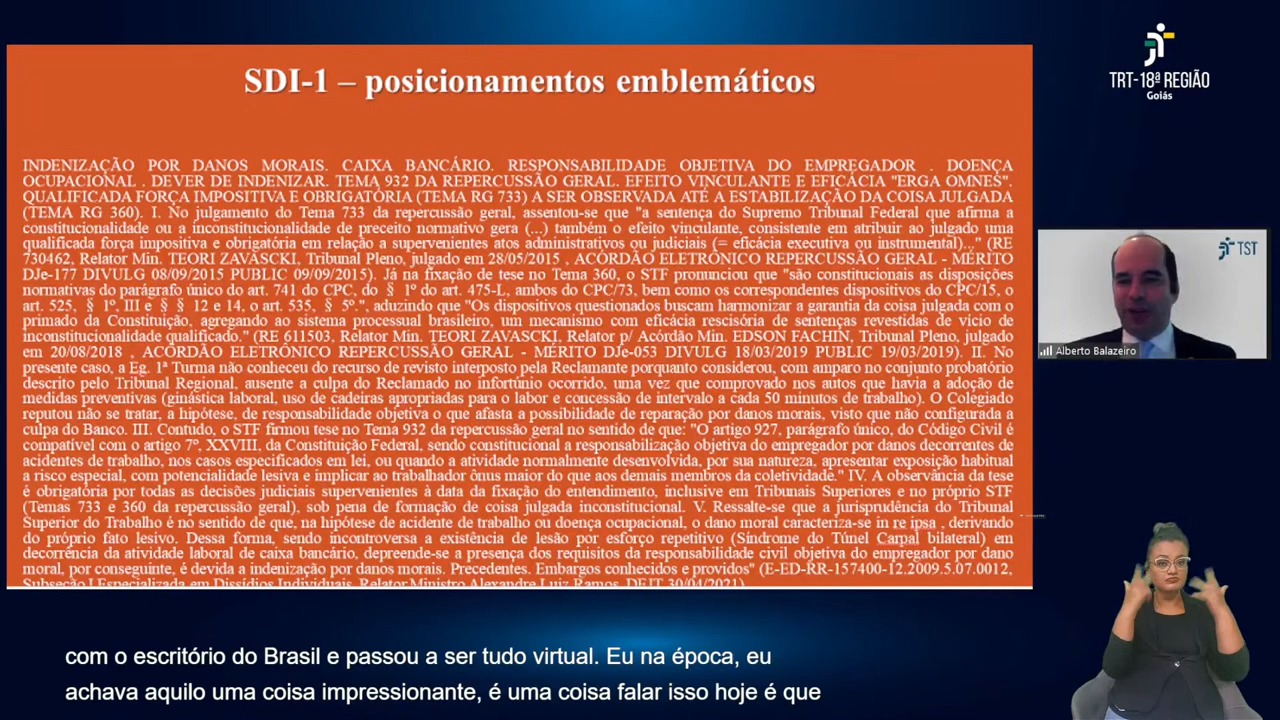 SDI-1 – posicionamentos emblemáticos
INDENIZAÇÃO POR DANOS MORAIS. CAIXA BANCÁRIO. RESPONSABILIDADE OBJETIVA DO EMPREGADOR . DOENÇA
OCUPACIONAL . DEVER DE INDENIZAR. TEMA 932 DA REPERCUSSÃO GERAL. EFEITO VINCULANTE E EFICÁCIA "ERGA OMNES".
QUALIFICADA FORÇA IMPOSITIVA E OBRIGATÓRIA (TEMA RG 733) A SER OBSERVADA ATÉ A ESTABILIZAÇÃO DA COISA JULGADA
(TEMA RG 360). I. No julgamento do Tema 733 da repercussão geral, assentou-se que "a sentença do Supremo Tribunal Federal que afirma a
constitucionalidade ou a inconstitucionalidade de preceito normativo gera (...) também o efeito vinculante, consistente em atribuir ao julgado uma
qualificada força impositiva e obrigatória em relação a supervenientes atos administrativos ou judiciais (= eficácia executiva ou instrumental)..." (RE
730462, Relator Min. TEORI ZAVASCKI, Tribunal Pleno, julgado em 28/05/2015 , ACÓRDÃO ELETRÔNICO REPERCUSSÃO GERAL - MÉRITO
DJe-177 DIVULG 08/09/2015 PUBLIC 09/09/2015). Já na fixação de tese no Tema 360, o STF pronunciou que "são constitucionais as disposições
normativas do parágrafo único do art. 741 do CPC, do § 1º do art. 475-L, ambos do CPC/73, bem como os correspondentes dispositivos do CPC/15, o
art. 525, § 1º, III e § § 12 e 14, o art. 535, § 5º.", aduzindo que "Os dispositivos questionados buscam harmonizar a garantia da coisa julgada com o
primado da Constituição, agregando ao sistema processual brasileiro, um mecanismo com eficácia rescisória de sentenças revestidas de vício de
inconstitucionalidade qualificado." (RE 611503, Relator Min. TEORI ZAVASCKI, Relator p/ Acórdão Min. EDSON FACHIN, Tribunal Pleno, julgado
em 20/08/2018 , ACÓRDÃO ELETRÔNICO REPERCUSSÃO GERAL - MÉRITO DJe-053 DIVULG 18/03/2019 PUBLIC 19/03/2019). II. No
presente caso, a Eg. 1ª Turma não conheceu do recurso de revisto interposto pela Reclamante porquanto considerou, com amparo no conjunto probatório
descrito pelo Tribunal Regional, ausente a culpa do Reclamado no infortúnio ocorrido, uma vez que comprovado nos autos que havia a adoção de
medidas preventivas (ginástica laboral, uso de cadeiras apropriadas para o labor e concessão de intervalo a cada 50 minutos de trabalho). O Colegiado
reputou não se tratar, a hipótese, de responsabilidade objetiva o que afasta a possibilidade de reparação por danos morais, visto que não configurada a
culpa do Banco. III. Contudo, o STF firmou tese no Tema 932 da repercussão geral no sentido de que: "O artigo 927, parágrafo único, do Código Civil é
compatível com o artigo 7º, XXVIII, da Constituição Federal, sendo constitucional a responsabilização objetiva do empregador por danos decorrentes de
acidentes de trabalho, nos casos especificados em lei, ou quando a atividade normalmente desenvolvida, por sua natureza, apresentar exposição habitual
a risco especial, com potencialidade lesiva e implicar ao trabalhador ônus maior do que aos demais membros da coletividade." IV. A observância da tese
é obrigatória por todas as decisões judiciais supervenientes à data da fixação do entendimento, inclusive em Tribunais Superiores e no próprio STF
(Temas 733 e 360 da repercussão geral), sob pena de formação de coisa julgada inconstitucional. V. Ressalte-se que a jurisprudência do Tribunal
Superior do Trabalho é no sentido de que, na hipótese de acidente de trabalho ou doença ocupacional, o dano moral caracteriza-se in re ipsa , derivando
do próprio fato lesivo. Dessa forma, sendo incontroversa a existência de lesão por esforço repetitivo (Síndrome do Túnel Carpal bilateral) em
decorrência da atividade laboral de caixa bancário, depreende-se a presença dos requisitos da responsabilidade civil objetiva do empregador por dano
moral, por conseguinte, é devida a indenização por danos morais. Precedentes. Embargos conhecidos e providos" (E-ED-RR-157400-12.2009.5.07.0012,
Subseção I Especializada em Dissídios Individuais, Relator Ministro Alexandre Luiz Ramos, DEJT 30/04/2021).
TRT-18ª REGIÃO
Goiás
TST
Alberto Balazeiro
com o escritório do Brasil e passou a ser tudo virtual. Eu na época, eu
achava aquilo uma coisa impressionante, é uma coisa falar isso hoje é que